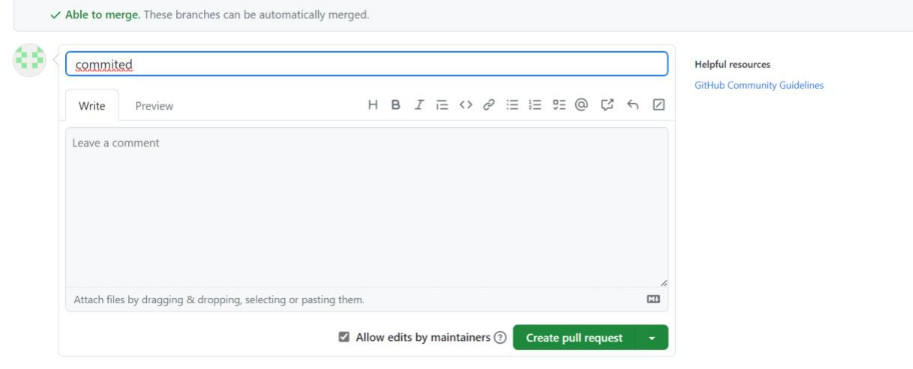 Able to merge. These branches can be automatically merged.
commited
Helpful resources
GitHub Community Guidelines
Write Preview H B I
Leave a comment
Attach files by dragging & dropping, selecting or pasting them.
Allow edits by maintainers
Create pull request